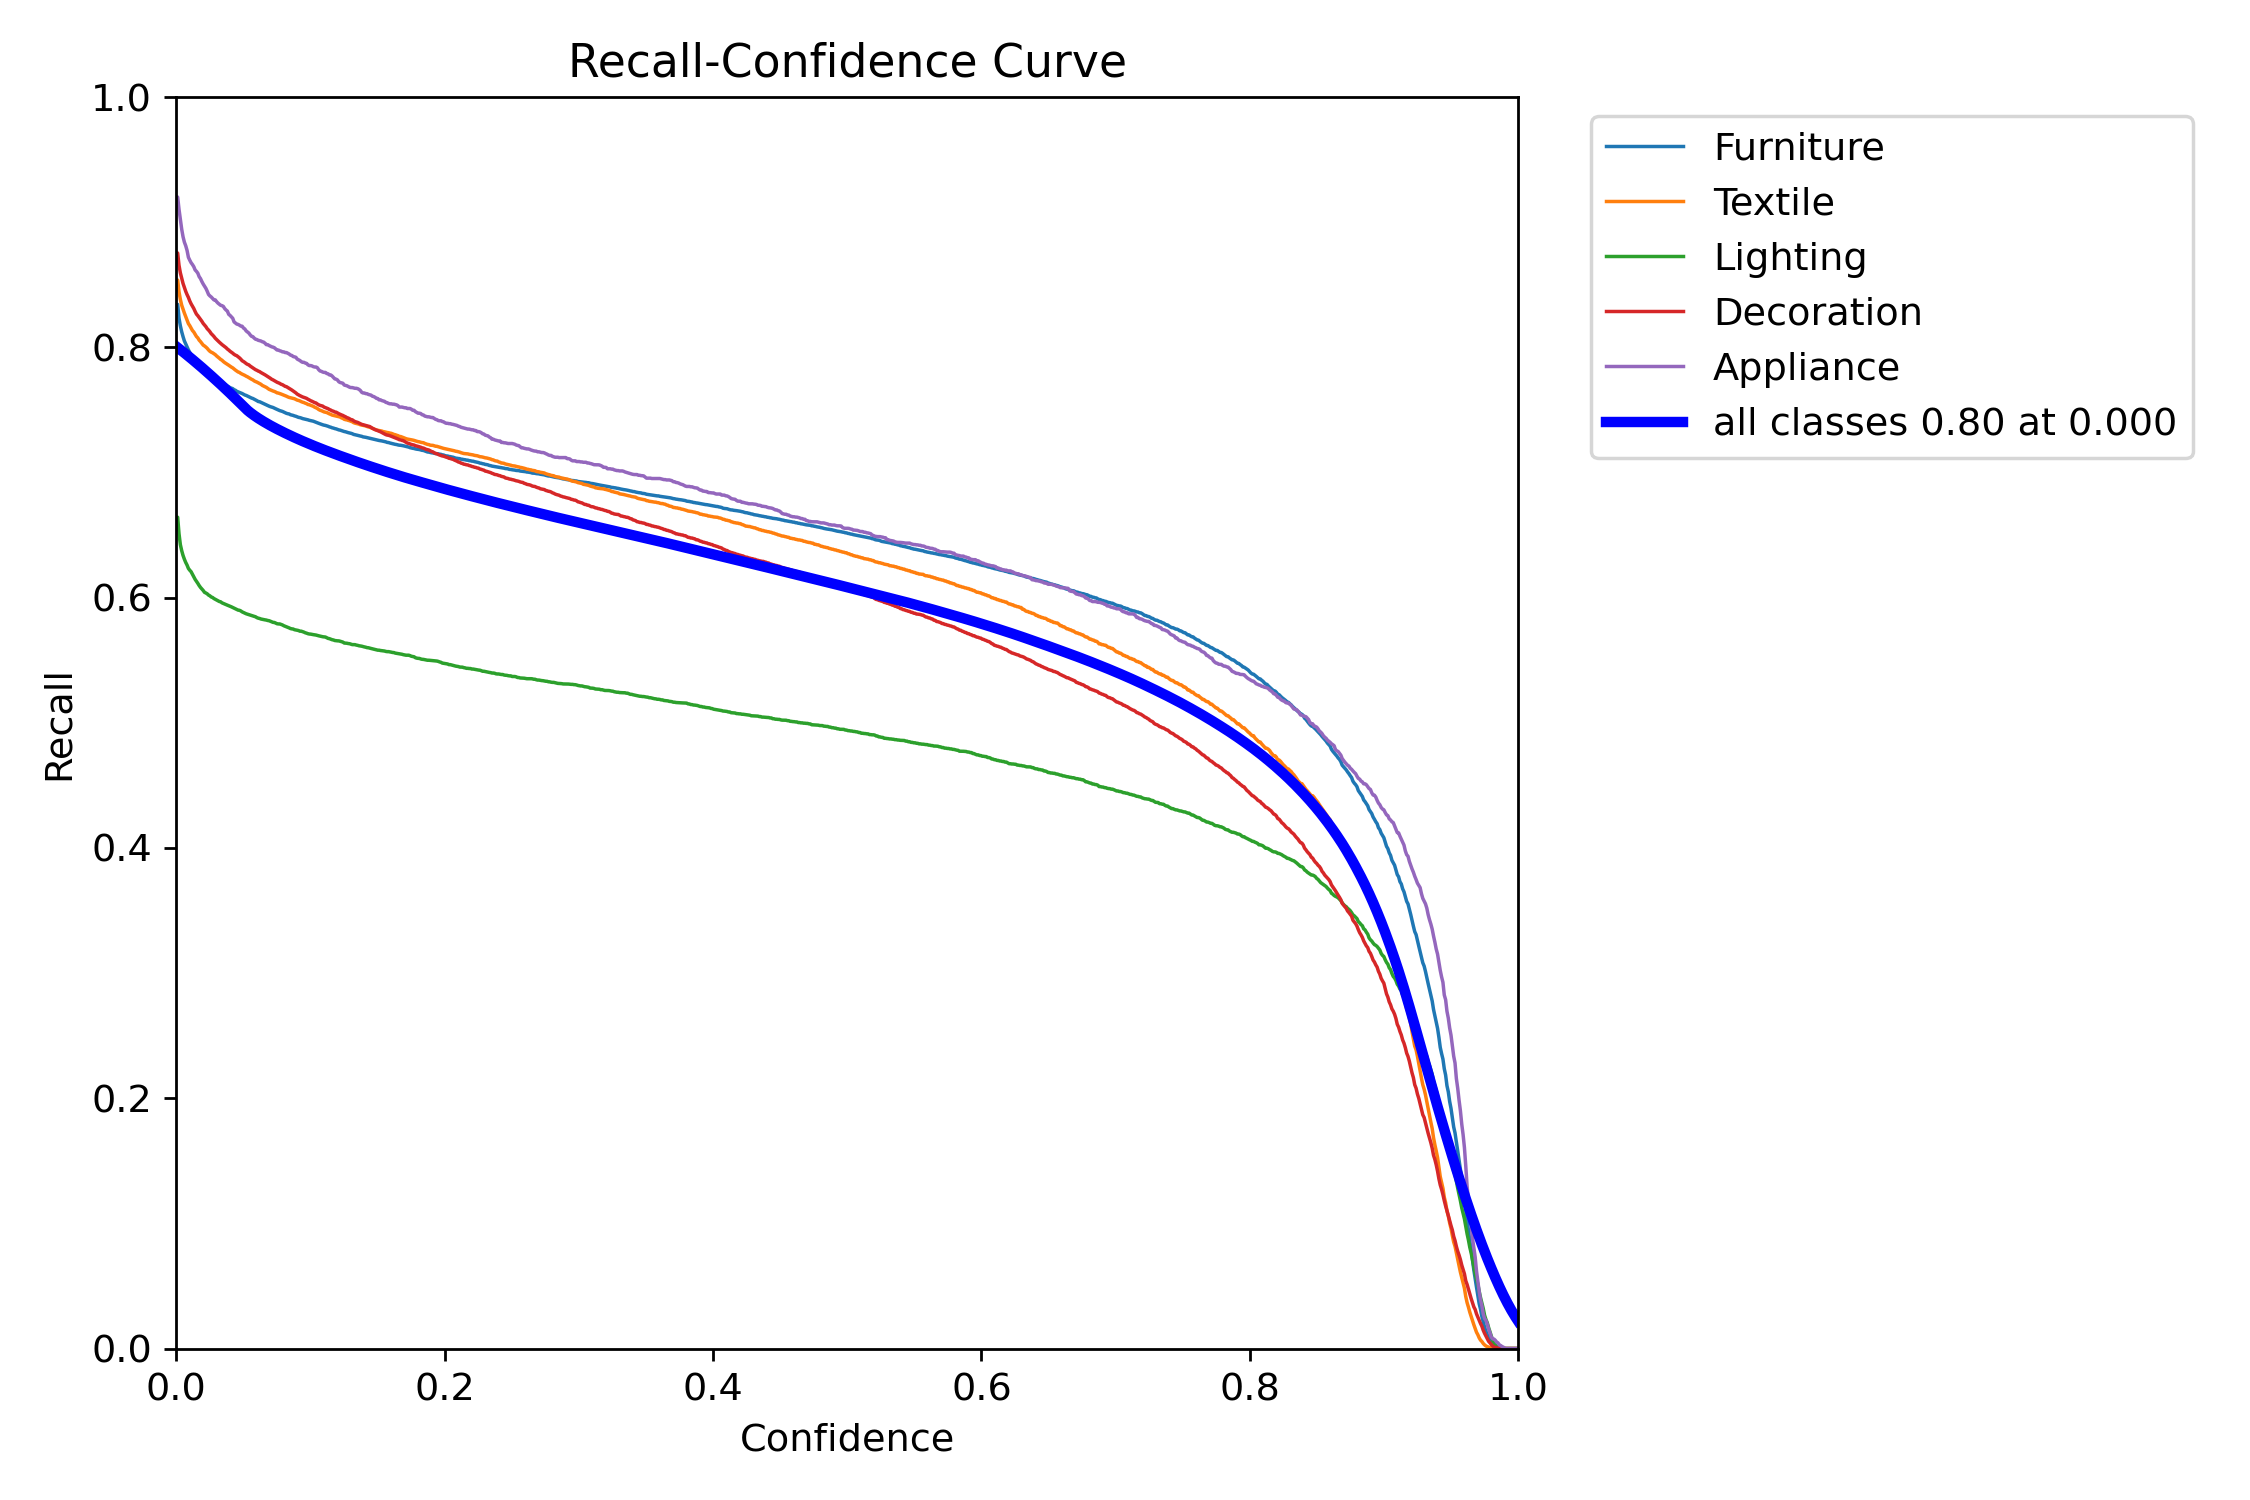 Recall-Confidence Curve
1.0
0.8
0.6
0.4
0.2
0.0
Recall
0.0 0.2 0.4 0.6 0.8 1.0
Confidence
Furniture
Textile
Lighting
Decoration
Appliance
all classes 0.80 at 0.000